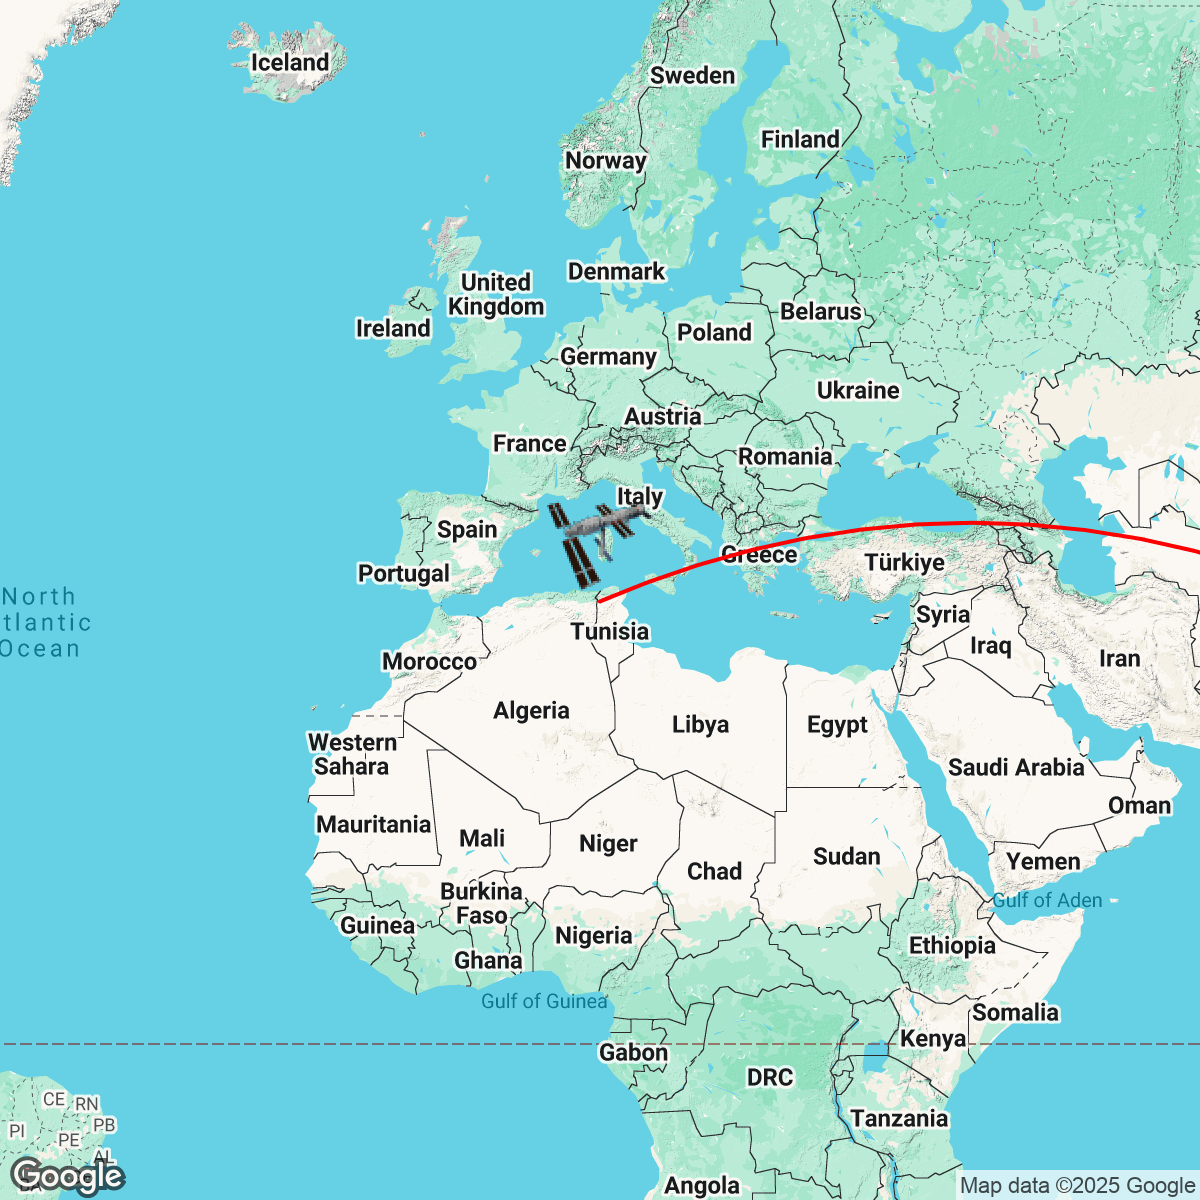 Iceland
Sweden
Finland
Norway
Denmark
United
Kingdom
Ireland
Belarus
Poland
Germany
Ukraine
Austria
France
Romania
Italy
Spain
Greece
Türkiye
Portugal
North
tlantic
Ocean
Syria
Tunisia
Iraq
Iran
Morocco
Algeria
Libya
Egypt
Western
Sahara
Saudi Arabia
Oman
Mauritania
Mali
Niger
Sudan
Yemen
Chad
Burkina
Faso
Gulf of Aden
Guinea
Nigeria
Ethiopia
Ghana
Gulf of Guinea
Somalia
Kenya
Gabon
DRC
CE
RN
Tanzania
PB
PI
PE
AL
BA
Google
Angola
Map data ©2025 Google